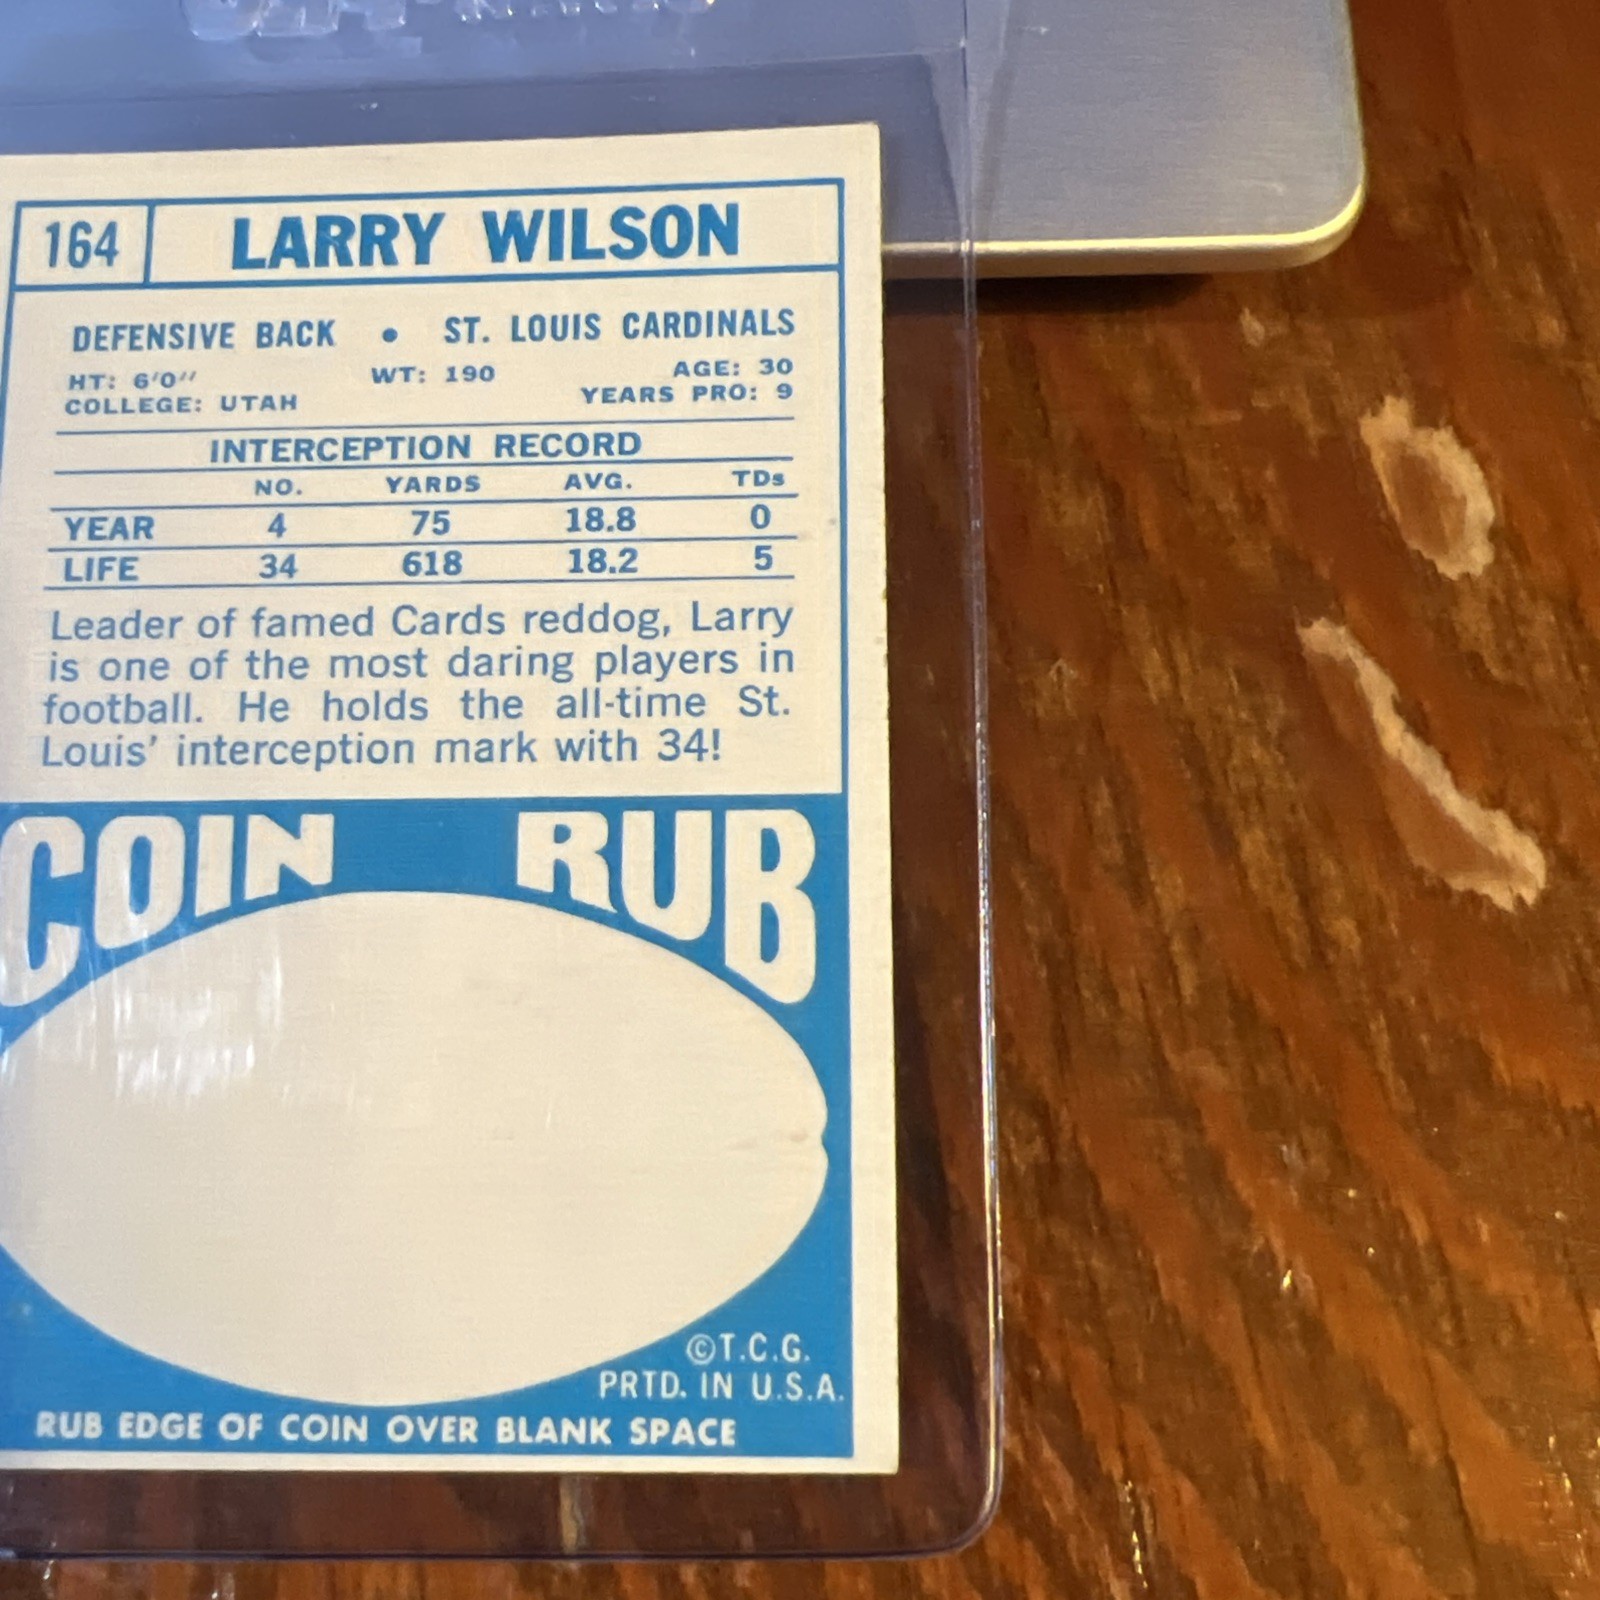 164 LARRY WILSON
DEFENSIVE BACK • ST. LOUIS CARDINALS
HT: 6'0" WT: 190 AGE: 30
COLLEGE: UTAH YEARS PRO: 9
INTERCEPTION RECORD
NO. YARDS AVG. TDs
YEAR 4 75 18.8 0
LIFE 34 618 18.2 5
Leader of famed Cards reddog, Larry
is one of the most daring players in
football. He holds the all-time St.
Louis' interception mark with 34!
COIN RUB
©T.C.G.
PRTD. IN U.S.A.
RUB EDGE OF COIN OVER BLANK SPACE